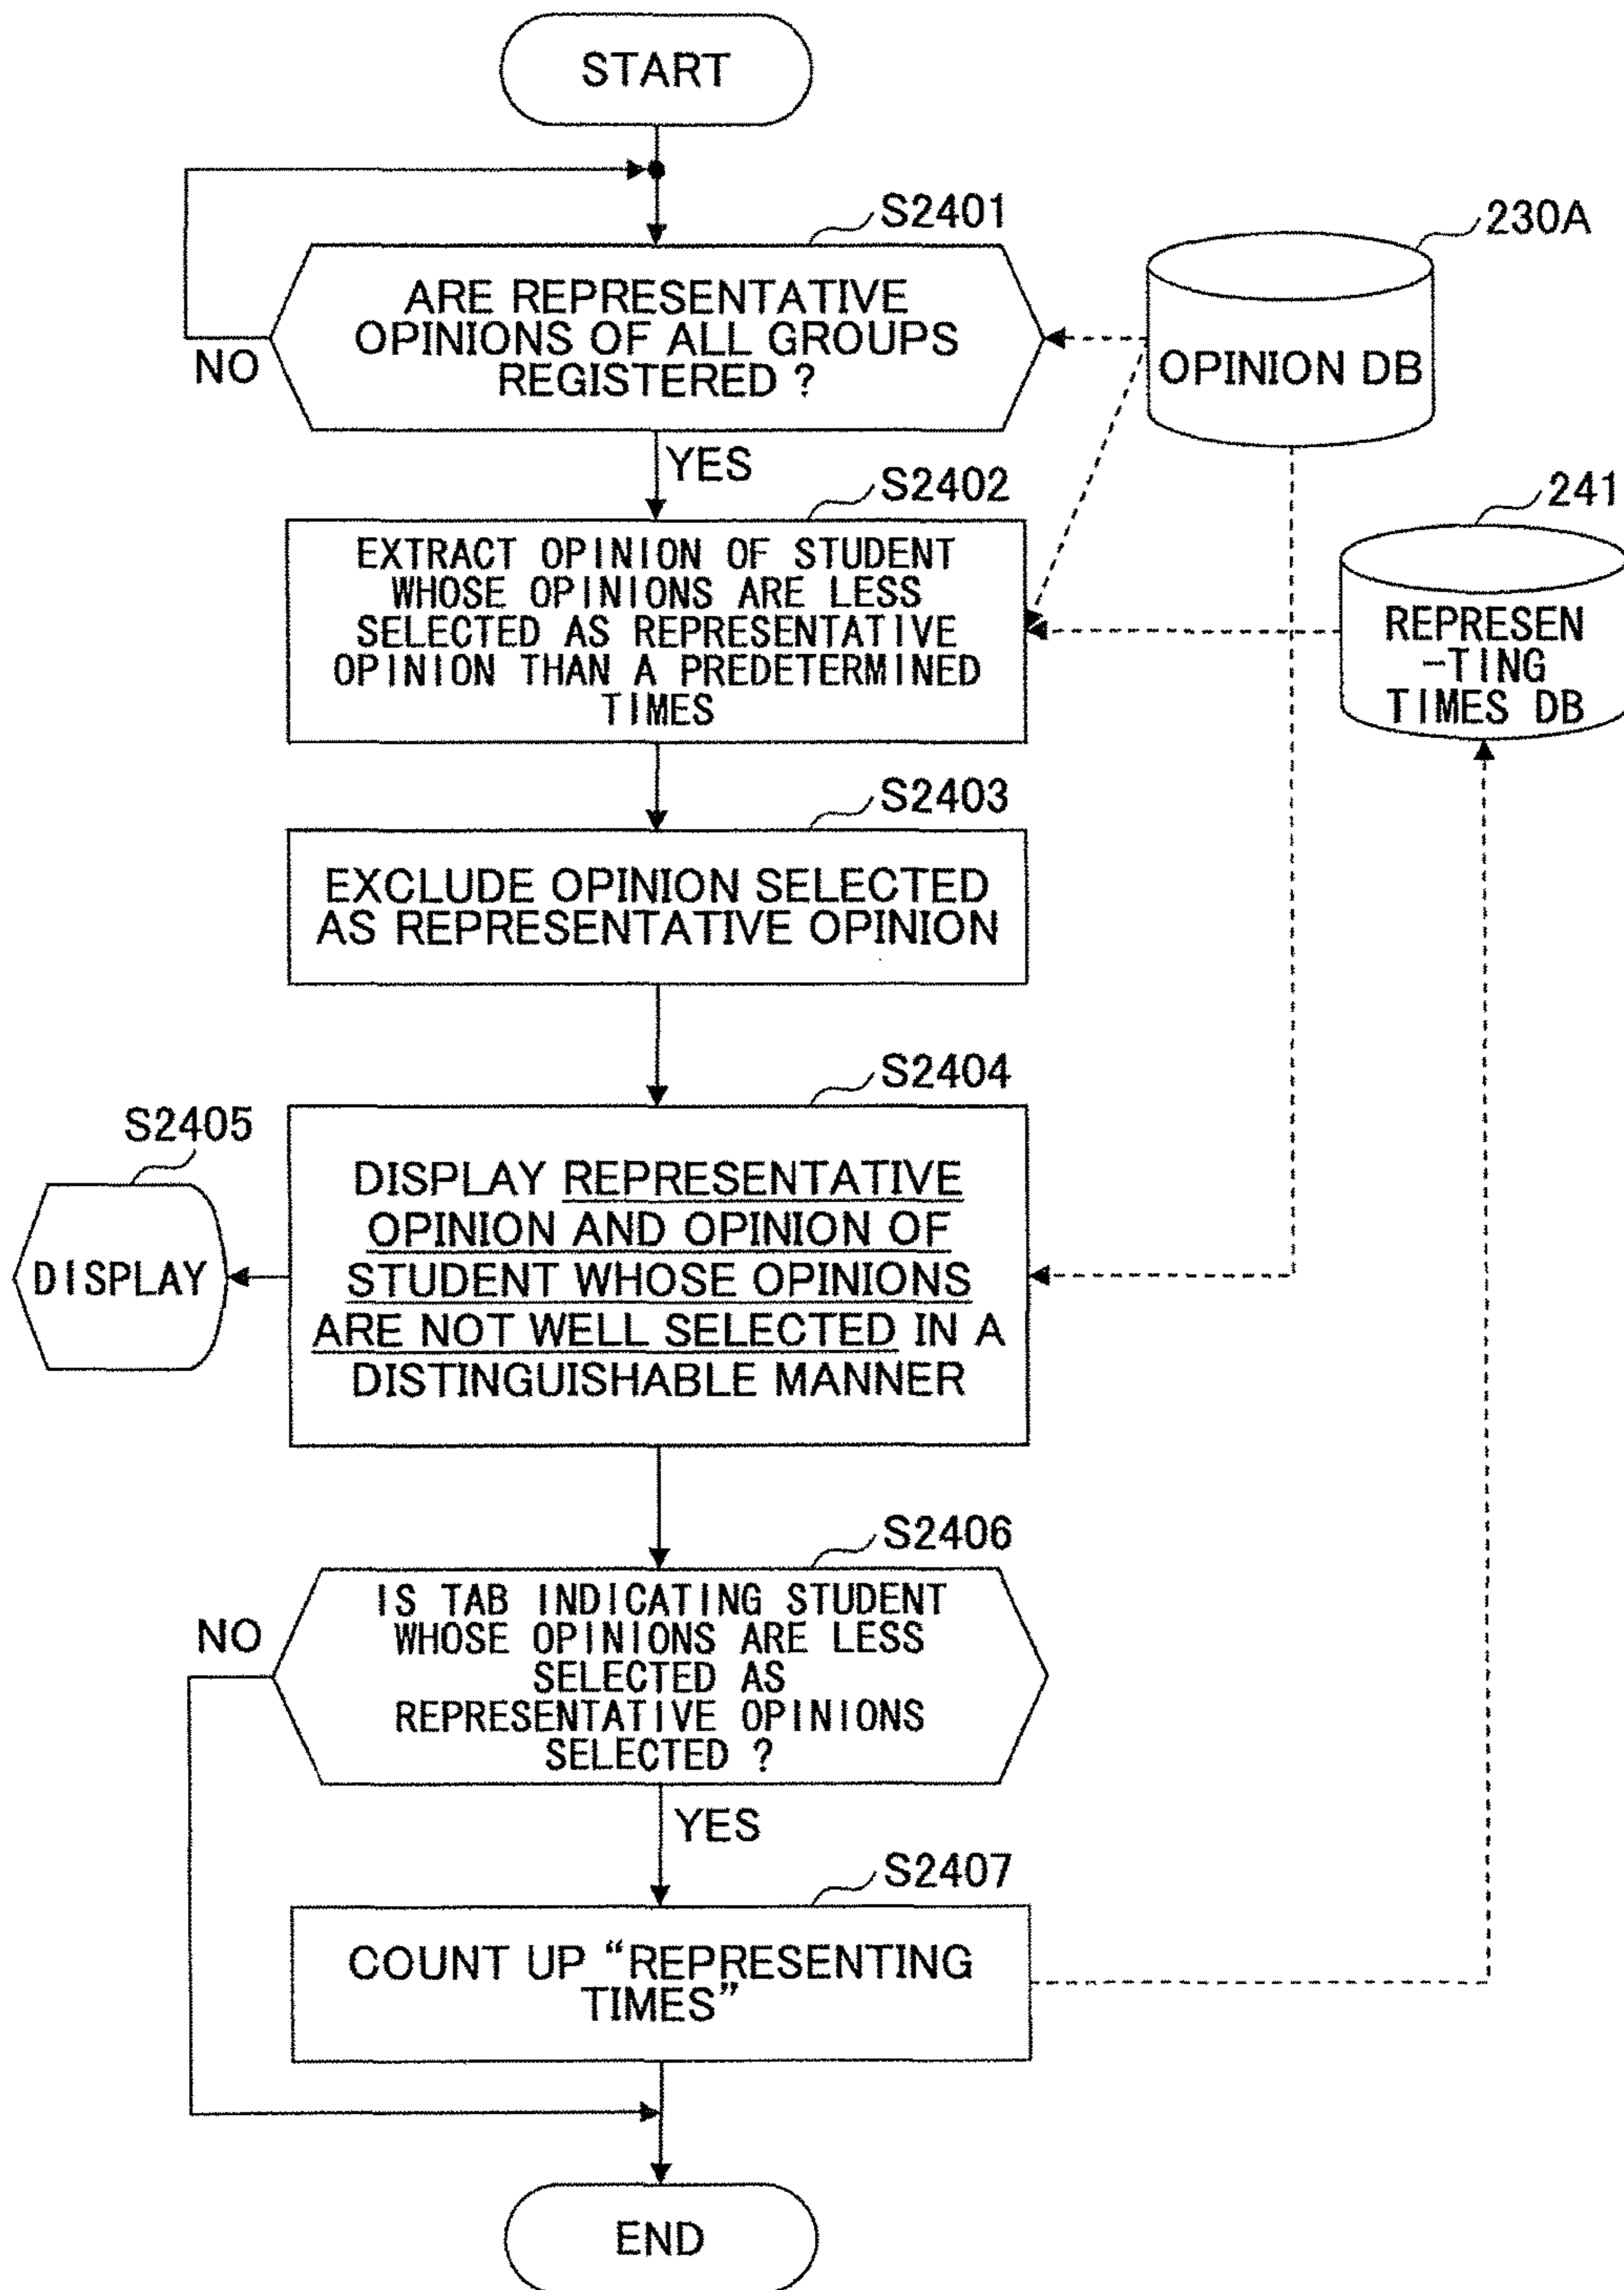 START
S2401
230A
ARE REPRESENTATIVE
OPINIONS OF ALL GROUPS
REGISTERED ?
NO
OPINION DB
YES
S2402
241
EXTRACT OPINION OF STUDENT
WHOSE OPINIONS ARE LESS
SELECTED AS REPRESENTATIVE
OPINION THAN A PREDETERMINED
TIMES
REPRESEN
-TING
TIMES DB
S2403
EXCLUDE OPINION SELECTED
AS REPRESENTATIVE OPINION
S2404
S2405
DISPLAY REPRESENTATIVE
OPINION AND OPINION OF
STUDENT WHOSE OPINIONS
ARE NOT WELL SELECTED IN A
DISTINGUISHABLE MANNER
DISPLAY
S2406
IS TAB INDICATING STUDENT
WHOSE OPINIONS ARE LESS
SELECTED AS
REPRESENTATIVE OPINIONS
SELECTED ?
NO
YES
S2407
COUNT UP “REPRESENTING
TIMES”
END